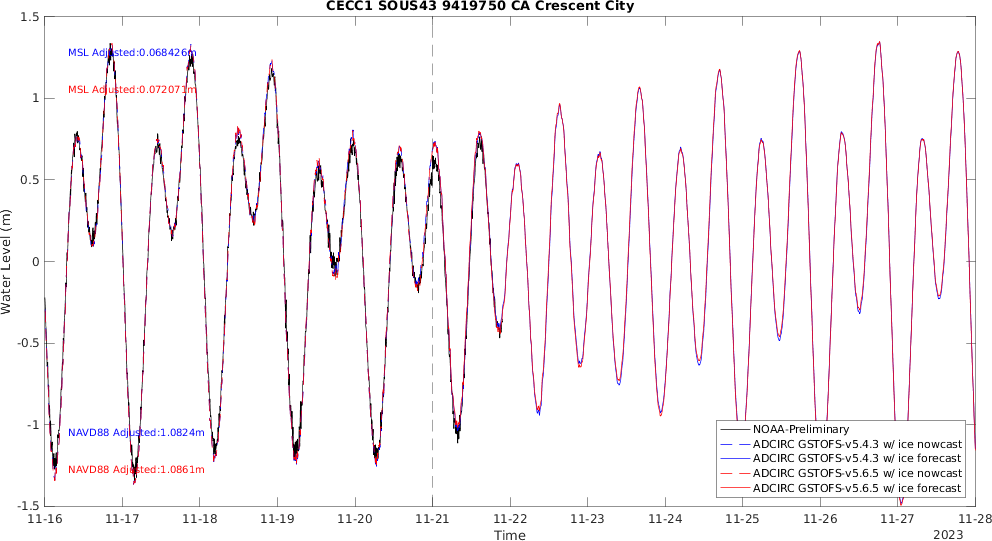 CECC1 SOUS43 9419750 CA Crescent City
1.5
MSL Adjusted:0.068426m
MSL Adjusted:0.072071m
1
0.5
0
-0.5
-1
-1.5
Water Level (m)
NAVD88 Adjusted:1.0824m
NAVD88 Adjusted:1.0861m
NOAA-Preliminary
ADCIRC GSTOFS-v5.4.3 w/ ice nowcast
ADCIRC GSTOFS-v5.4.3 w/ ice forecast
ADCIRC GSTOFS-v5.6.5 w/ ice nowcast
ADCIRC GSTOFS-v5.6.5 w/ ice forecast
11-16 11-17 11-18 11-19 11-20 11-21 11-22 11-23 11-24 11-25 11-26 11-27 11-28
Time
2023